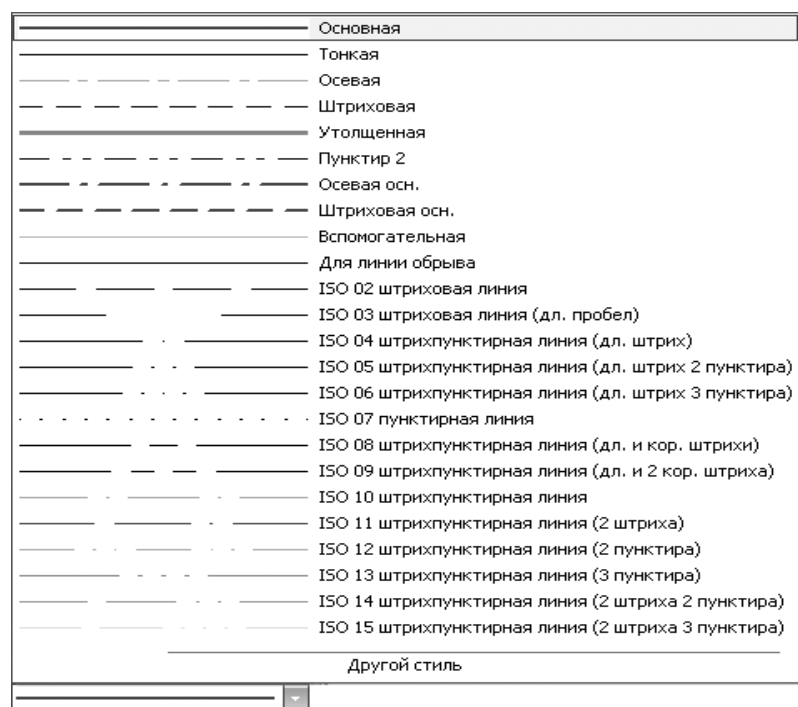 Основная
Тонкая
Осевая
Штриховая
Утолщенная
Пунктир 2
Осевая осн.
Штриховая осн.
Вспомогательная
Для линии обрыва
ISO 02 штриховая линия
ISO 03 штриховая линия (дл. пробел)
ISO 04 штрихпунктирная линия (дл. штрих)
ISO 05 штрихпунктирная линия (дл. штрих 2 пунктира)
ISO 06 штрихпунктирная линия (дл. штрих 3 пунктира)
ISO 07 пунктирная линия
ISO 08 штрихпунктирная линия (дл. и кор. штрихи)
ISO 09 штрихпунктирная линия (дл. и 2 кор. штриха)
ISO 10 штрихпунктирная линия
ISO 11 штрихпунктирная линия (2 штриха)
ISO 12 штрихпунктирная линия (2 пунктира)
ISO 13 штрихпунктирная линия (3 пунктира)
ISO 14 штрихпунктирная линия (2 штриха 2 пунктира)
ISO 15 штрихпунктирная линия (2 штриха 3 пунктира)
Другой стиль